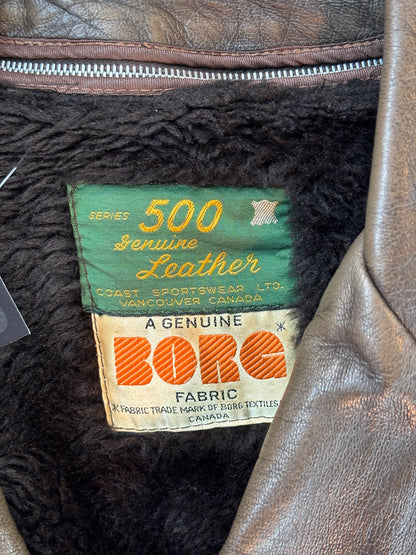 SERIES 500
Genuine
Leather
COAST SPORTSWEAR LTD.
VANCOUVER CANADA
A GENUINE
BORG*
FABRIC
*FABRIC TRADE MARK OF BORG TEXTILES
CANADA